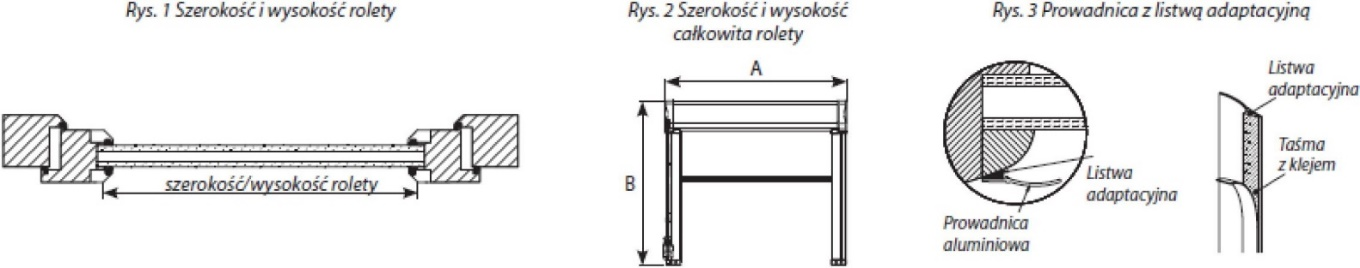 Rys. 1 Szerokość i wysokość rolety
szerokość/wysokość rolety
Rys. 2 Szerokość i wysokość
całkowita rolety
A
B
Rys. 3 Prowadnica z listwą adaptacyjną
Listwa
adaptacyjna
Prowadnica
aluminiowa
Listwa
adaptacyjna
Taśma
z klejem